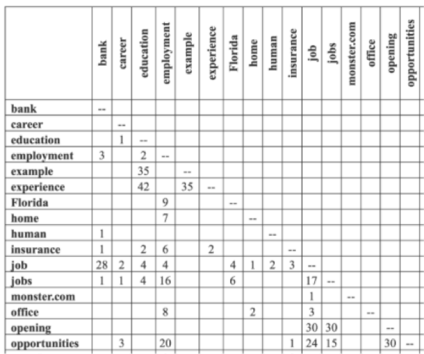 bank career education employment example experience Florida home human insurance job jobs monster.com office opening opportunities
bank --
career --
education 1 --
employment 3 2 --
example 35 --
experience 42 35 --
Florida 9 --
home 7 --
human 1 --
insurance 1 2 6 2 --
job 28 2 4 4 4 1 2 3 --
jobs 1 1 4 16 6 17 --
monster.com 1 --
office 8 2 3 --
opening 30 30 --
opportunities 3 20 1 24 15 30 --